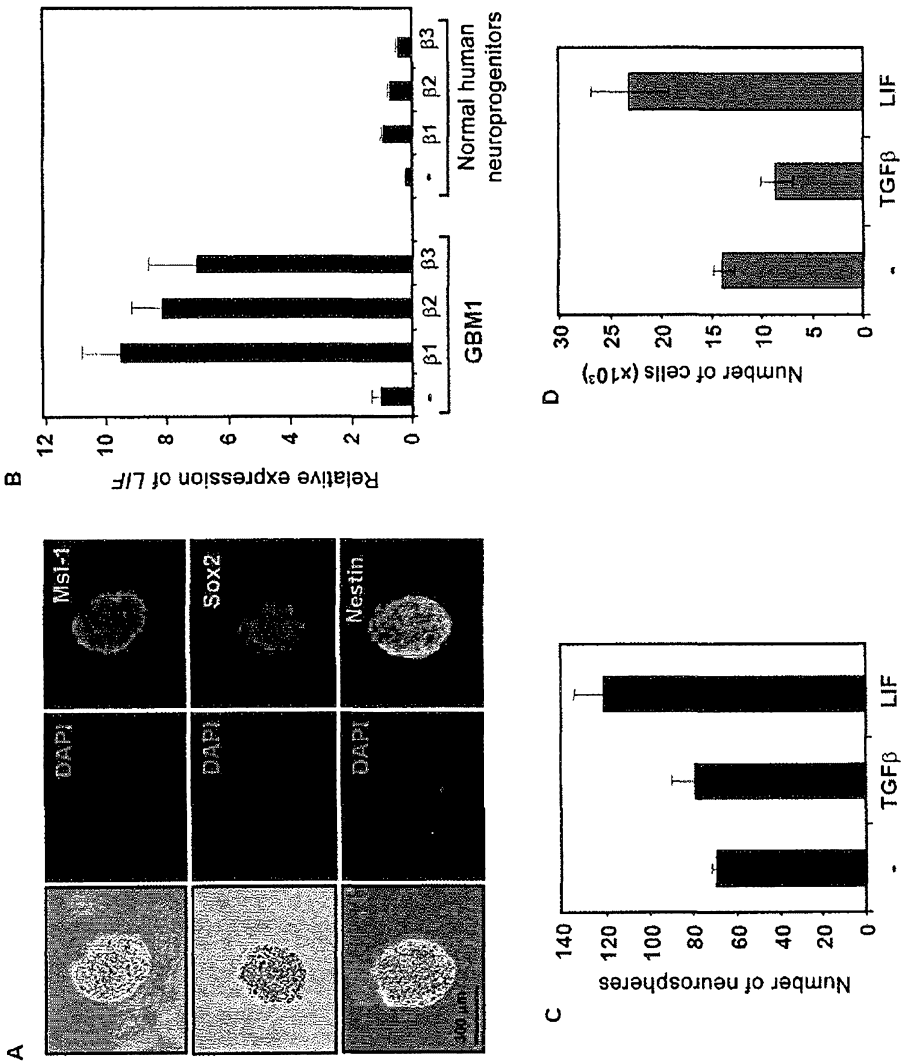 A
Msi-1
DAPI
Sox2
DAPI
Nestin
DAPI
B
Relative expression of LIF
12
10
8
6
4
2
0
- β1 β2 β3 - β1 β2 β3
GBM1
Normal human
neuroprogenitors
C
Number of neurospheres
140
120
100
80
60
40
20
0
- TGFβ LIF
D
Number of cells (x10³)
30
25
20
15
10
5
0
- TGFβ LIF